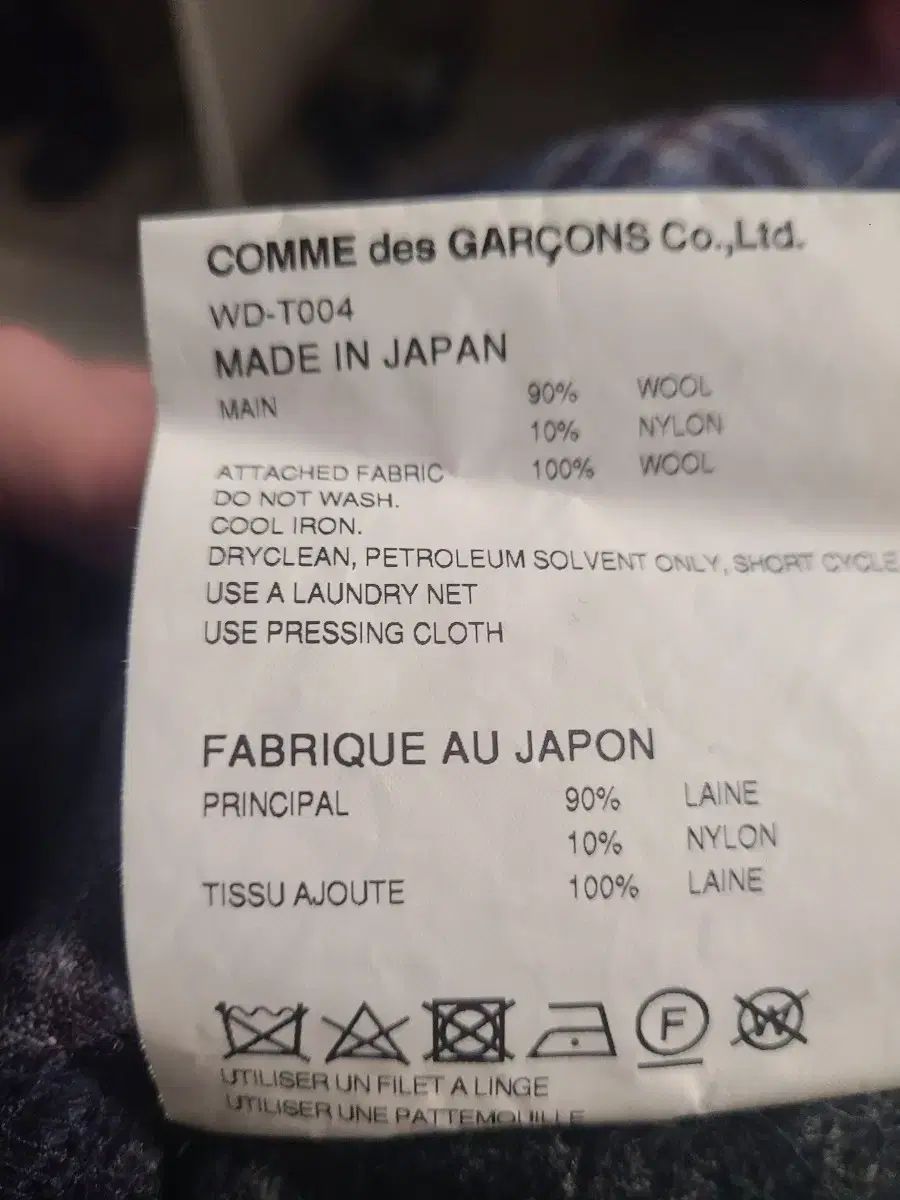 COMME des GARÇONS Co.,Ltd.
WD-T004
MADE IN JAPAN
MAIN 90% WOOL
10% NYLON
ATTACHED FABRIC 100% WOOL
DO NOT WASH.
COOL IRON.
DRYCLEAN, PETROLEUM SOLVENT ONLY, SHORT CYCLE
USE A LAUNDRY NET
USE PRESSING CLOTH
FABRIQUE AU JAPON
PRINCIPAL 90% LAINE
10% NYLON
TISSU AJOUTE 100% LAINE
F W
UTILISER UN FILET A LINGE
UTILISER UNE PATTEMOUILLE